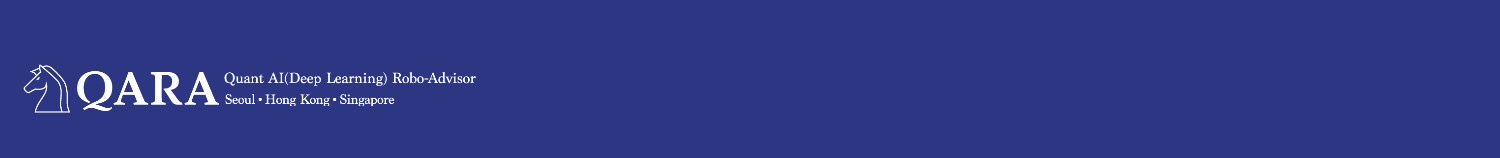 QARA
Quant AI(Deep Learning) Robo-Advisor
Seoul▪Hong Kong▪Singapore